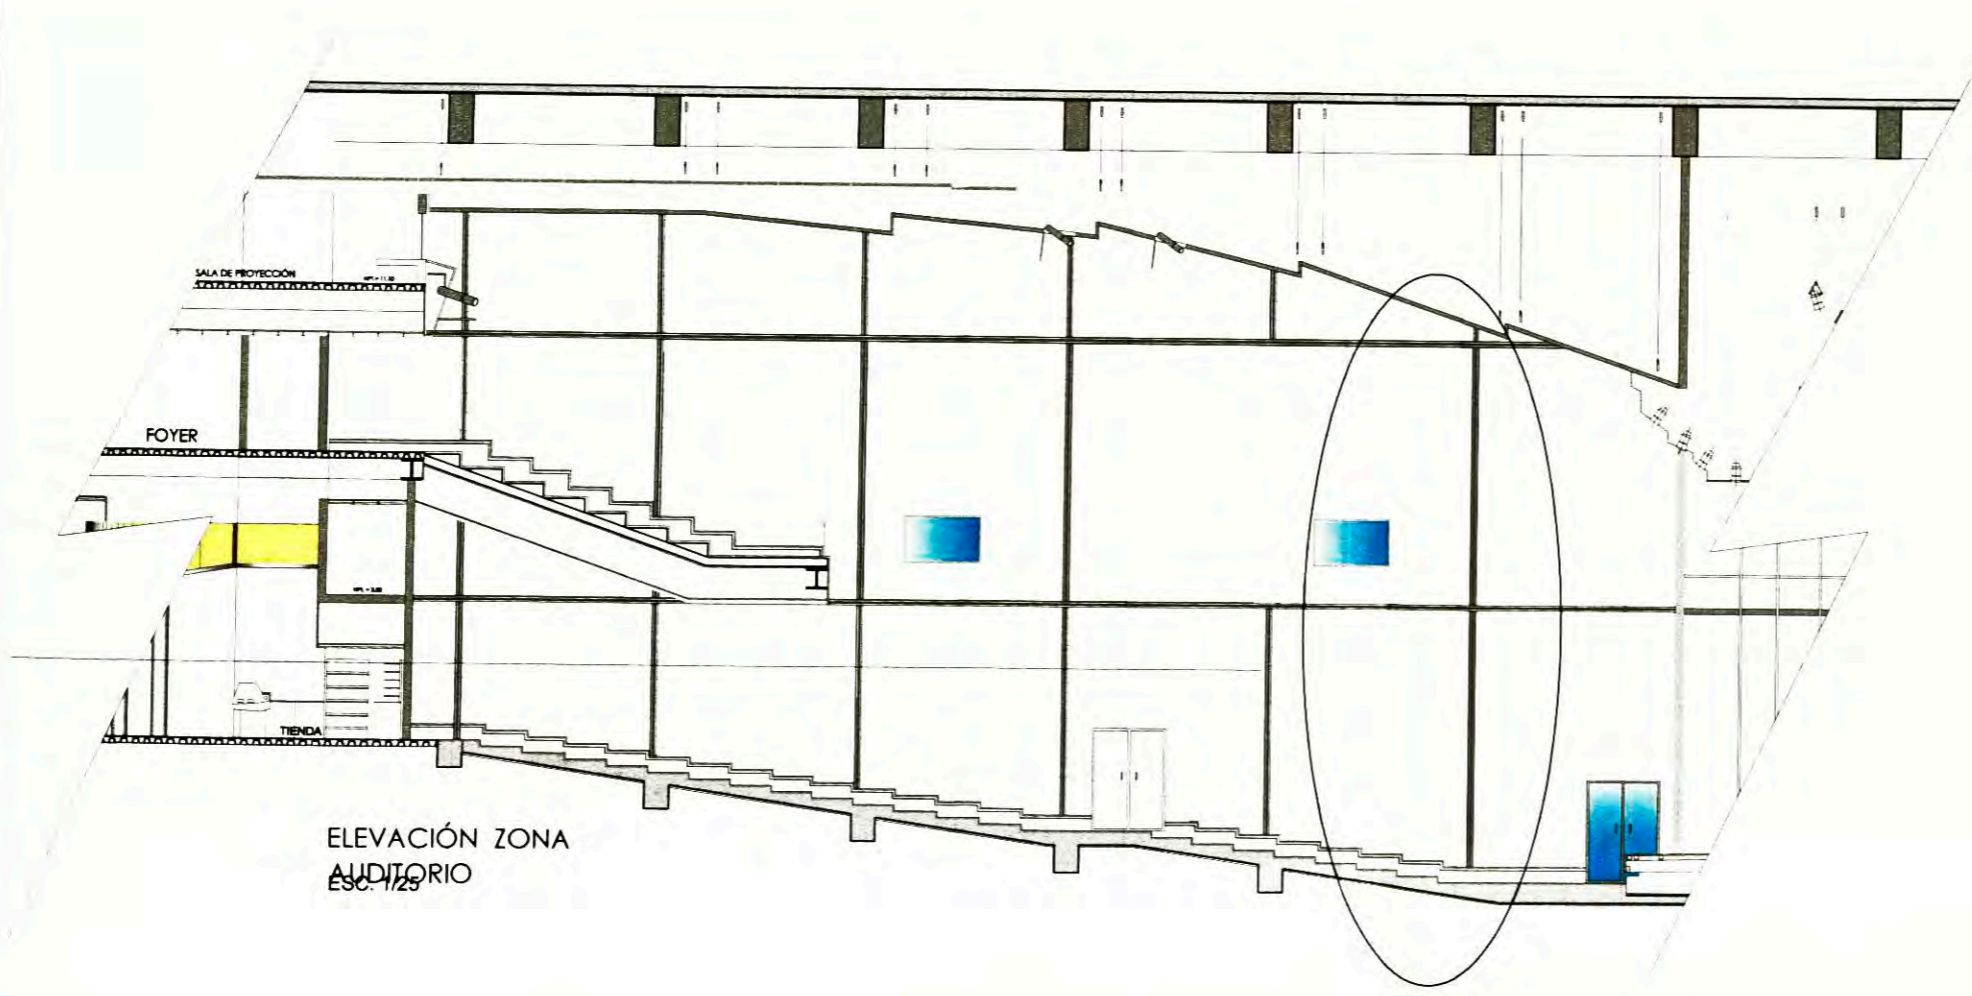 SALA DE PROYECCIÓN
FOYER
TIENDA
ELEVACIÓN ZONA
AUDITORIO
ESC. 1/25